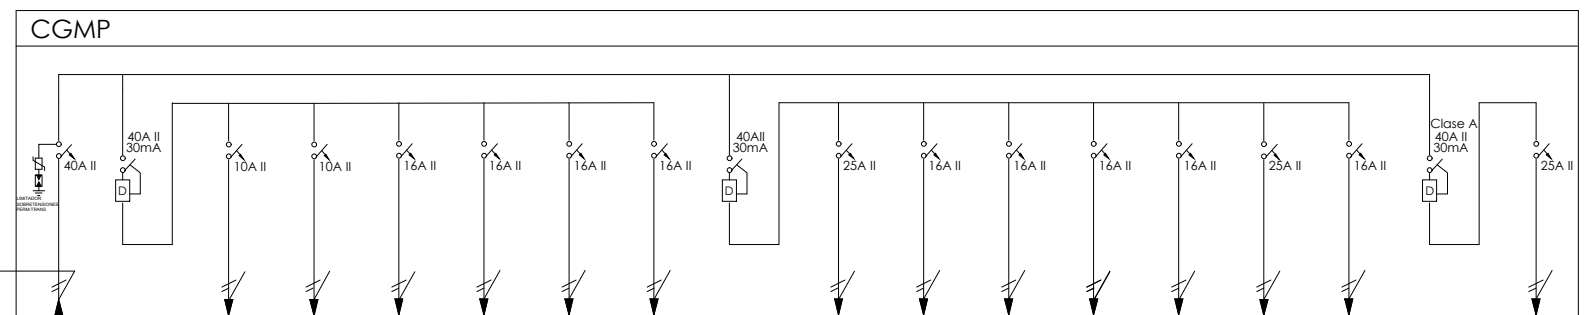 CGMP
40A II
LIMITADOR
SOBRETENSIONES
PERM-TRANS
40A II
30mA
D
10A II
10A II
16A II
16A II
16A II
16A II
40AII
30mA
D
25A II
16A II
16A II
16A II
16A II
25A II
16A II
Clase A
40A II
30mA
D
25A II